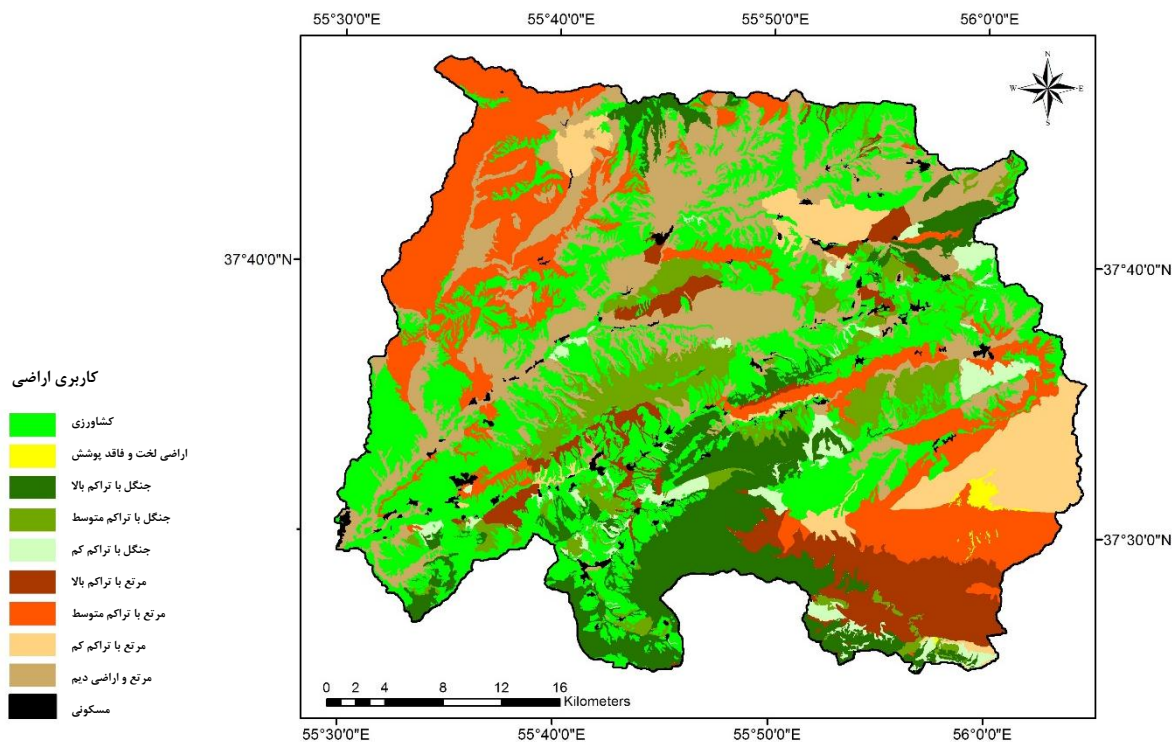 55°30'0"E
55°40'0"E
55°50'0"E
56°0'0"E
N
W
E
S
37°40'0"N
37°40'0"N
37°30'0"N
کاربری اراضی
کشاورزی
اراضی لخت و فاقد پوشش
جنگل با تراکم بالا
جنگل با تراکم متوسط
جنگل با تراکم کم
مرتع با تراکم بالا
مرتع با تراکم متوسط
مرتع با تراکم کم
مرتع و اراضی دیم
مسکونی
0 2 4 8 12 16
Kilometers
55°30'0"E
55°40'0"E
55°50'0"E
56°0'0"E